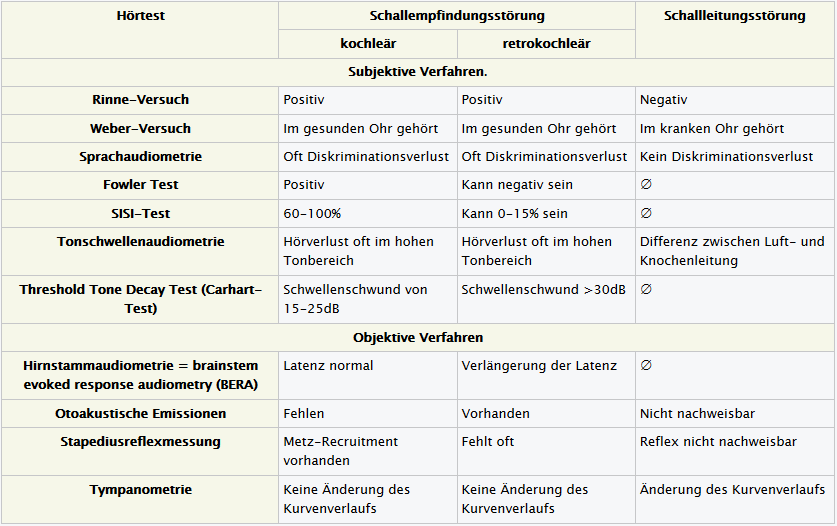 Hörtest Schallempfindungsstörung Schallleitungsstörung
kochleär retrokochleär
Subjektive Verfahren.
Rinne-Versuch Positiv Positiv Negativ
Weber-Versuch Im gesunden Ohr gehört Im gesunden Ohr gehört Im kranken Ohr gehört
Sprachaudiometrie Oft Diskriminationsverlust Oft Diskriminationsverlust Kein Diskriminationsverlust
Fowler Test Positiv Kann negativ sein ∅
SISI-Test 60-100% Kann 0-15% sein ∅
Tonschwellenaudiometrie Hörverlust oft im hohen Hörverlust oft im hohen Differenz zwischen Luft- und
Tonbereich Tonbereich Knochenleitung
Threshold Tone Decay Test (Carhart- Schwellenschwund von Schwellenschwund >30dB ∅
Test) 15-25dB
Objektive Verfahren
Hirnstammaudiometrie = brainstem Latenz normal Verlängerung der Latenz ∅
evoked response audiometry (BERA)
Otoakustische Emissionen Fehlen Vorhanden Nicht nachweisbar
Stapediusreflexmessung Metz-Recruitment Fehlt oft Reflex nicht nachweisbar
vorhanden
Tympanometrie Keine Änderung des Keine Änderung des Änderung des Kurvenverlaufs
Kurvenverlaufs Kurvenverlaufs